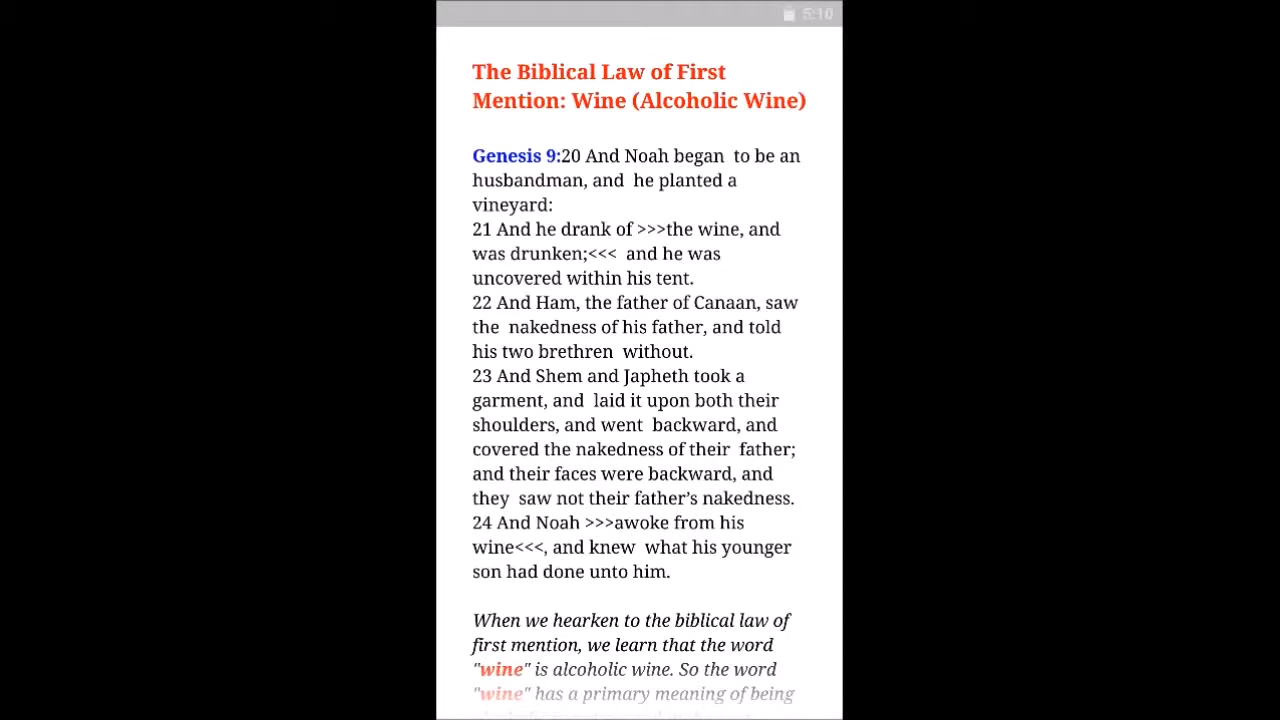 5:10
The Biblical Law of First
Mention: Wine (Alcoholic Wine)
Genesis 9:20 And Noah began to be an
husbandman, and he planted a
vineyard:
21 And he drank of >>>the wine, and
was drunken;<<< and he was
uncovered within his tent.
22 And Ham, the father of Canaan, saw
the nakedness of his father, and told
his two brethren without.
23 And Shem and Japheth took a
garment, and laid it upon both their
shoulders, and went backward, and
covered the nakedness of their father;
and their faces were backward, and
they saw not their father’s nakedness.
24 And Noah >>>awoke from his
wine<<<, and knew what his younger
son had done unto him.
When we hearken to the biblical law of
first mention, we learn that the word
"wine" is alcoholic wine. So the word
"wine" has a primary meaning of being